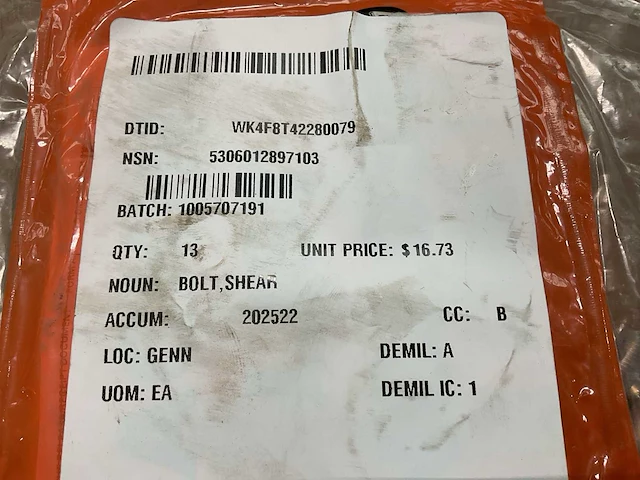 DTID: WK4F8T42280079
NSN: 5306012897103
BATCH: 1005707191
QTY: 13 UNIT PRICE: $16.73
NOUN: BOLT,SHEAR
ACCUM: 202522 CC: B
LOC: GENN DEMIL: A
UOM: EA DEMIL IC: 1